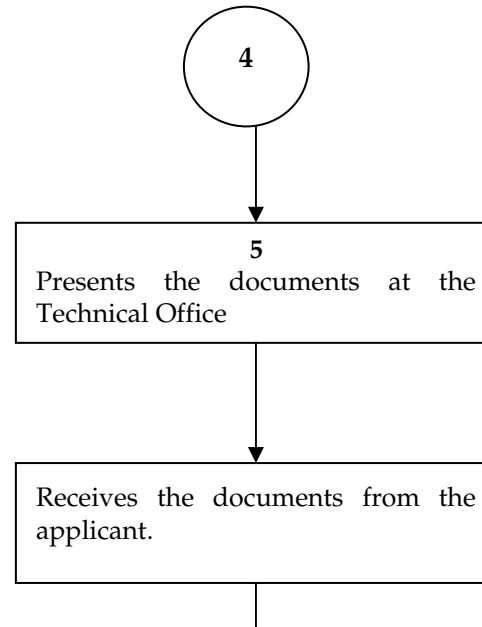 4
5
Presents the documents at the
Technical Office
Receives the documents from the
applicant.